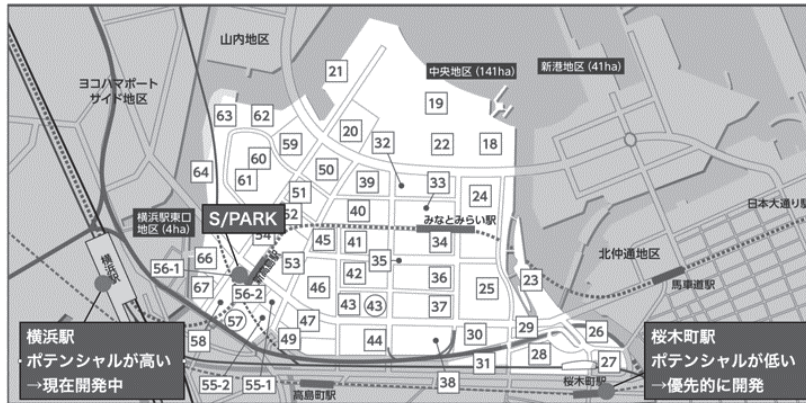 山内地区
ヨコハマポート
サイド地区
中央地区 (141ha)
新港地区 (41ha)
21
19
63
62
20
32
22
18
59
60
64
61
50
39
33
24
51
40
横浜駅東口
地区 (4ha)
S/PARK
52
みなとみらい駅
日本大通り駅
54
45
41
34
北仲通地区
66
新高島駅
53
35
56-1
42
36
23
67
56-2
46
25
馬車道駅
横浜駅
43
43
37
57
47
58
49
44
30
29
26
55-2
55-1
31
28
27
38
高島町駅
桜木町駅
横浜駅
ポテンシャルが高い
→現在開発中
桜木町駅
ポテンシャルが低い
→優先的に開発